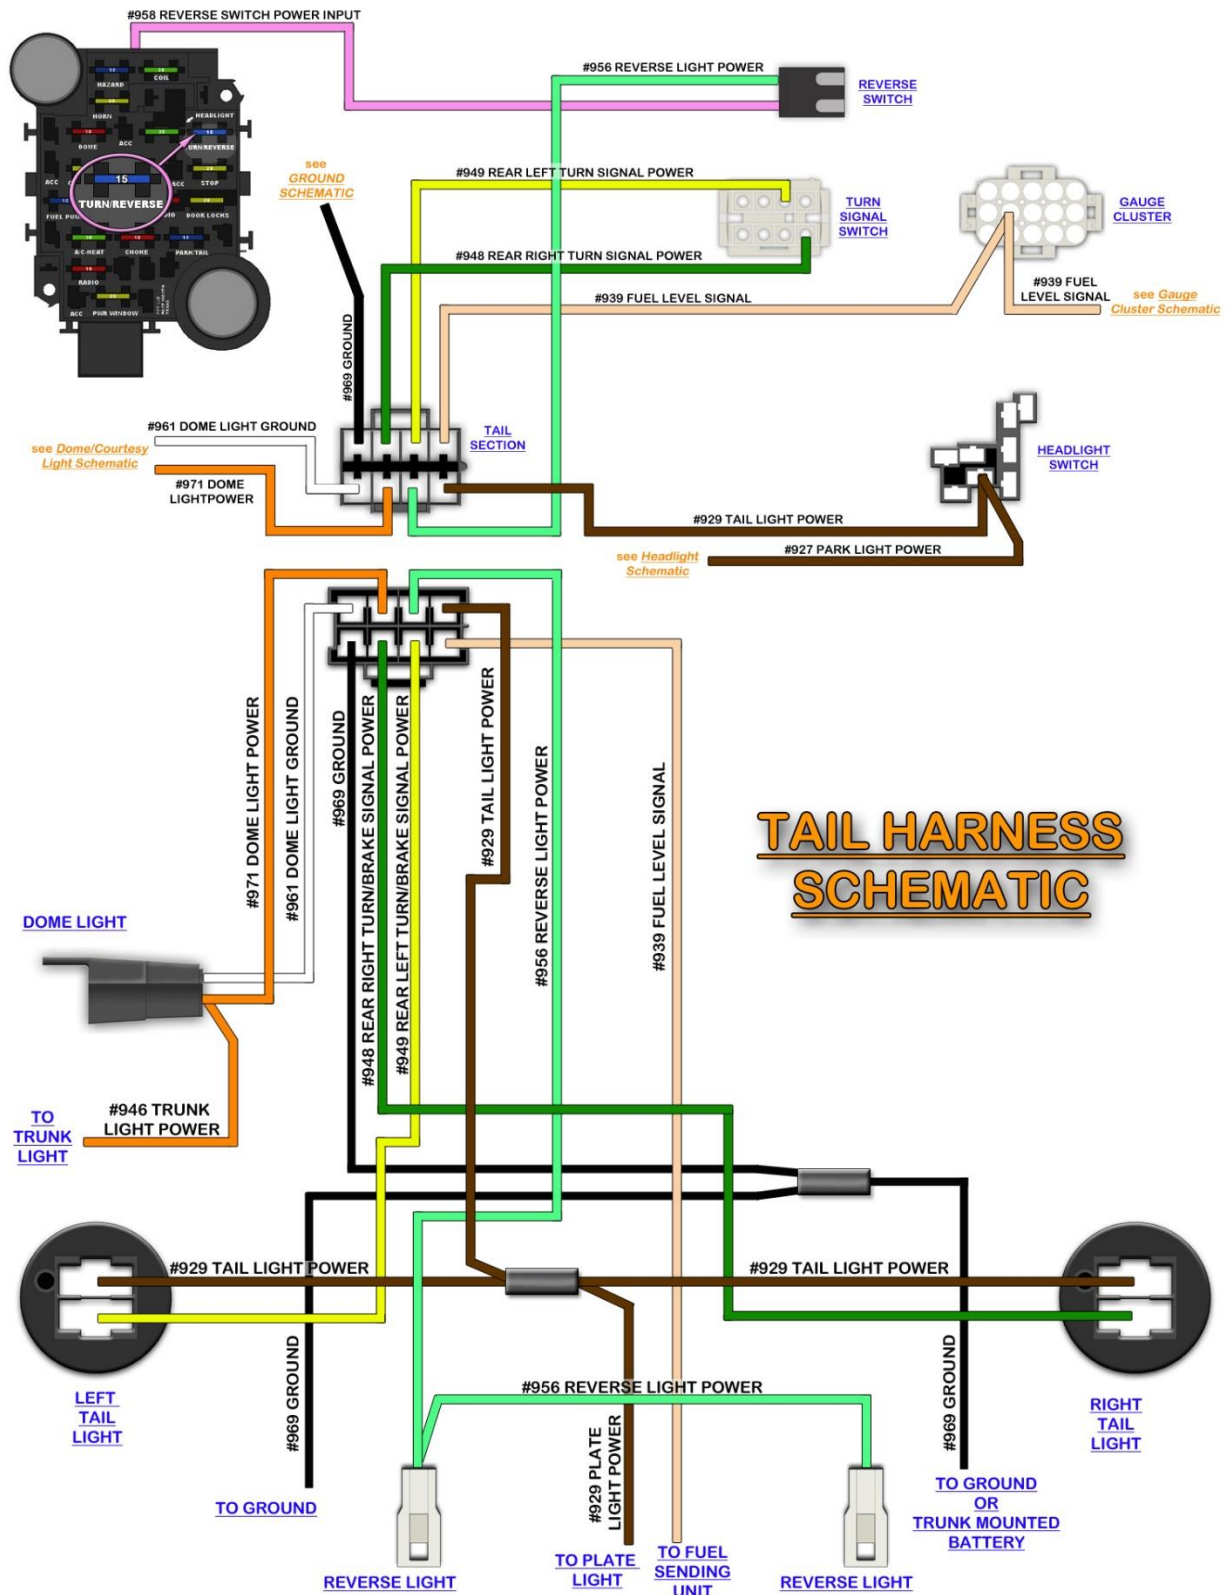 #958 REVERSE SWITCH POWER INPUT
#956 REVERSE LIGHT POWER
REVERSE
SWITCH
15
30
HAZARD
COIL
HORN
HEADLIGHT
10
30
15
DOME
ACC
URN/REVERSE
ACC
ACC
STOP
15
TURN/REVERSE
FUEL PU
DIO
DOOR LOCKS
A/C-HEAT
CHOKE
PARK/TAIL
RADIO
ACC
PWR WINDOW
see
GROUND
SCHEMATIC
#949 REAR LEFT TURN SIGNAL POWER
TURN
SIGNAL
SWITCH
GAUGE
CLUSTER
#948 REAR RIGHT TURN SIGNAL POWER
#939 FUEL LEVEL SIGNAL
#939 FUEL
LEVEL SIGNAL
see Gauge
Cluster Schematic
#969 GROUND
#961 DOME LIGHT GROUND
see Dome/Courtesy
Light Schematic
#971 DOME
LIGHTPOWER
TAIL
SECTION
HEADLIGHT
SWITCH
#929 TAIL LIGHT POWER
#927 PARK LIGHT POWER
see Headlight
Schematic
#971 DOME LIGHT POWER
#961 DOME LIGHT GROUND
#969 GROUND
#948 REAR RIGHT TURN/BRAKE SIGNAL POWER
#949 REAR LEFT TURN/BRAKE SIGNAL POWER
#929 TAIL LIGHT POWER
#956 REVERSE LIGHT POWER
#939 FUEL LEVEL SIGNAL
TAIL HARNESS
SCHEMATIC
DOME LIGHT
#946 TRUNK
LIGHT POWER
TO
TRUNK
LIGHT
#929 TAIL LIGHT POWER
#929 TAIL LIGHT POWER
LEFT
TAIL
LIGHT
#969 GROUND
TO GROUND
#956 REVERSE LIGHT POWER
#929 PLATE
LIGHT POWER
#969 GROUND
RIGHT
TAIL
LIGHT
TO GROUND
OR
TRUNK MOUNTED
BATTERY
REVERSE LIGHT
TO PLATE
LIGHT
TO FUEL
SENDING
UNIT
REVERSE LIGHT